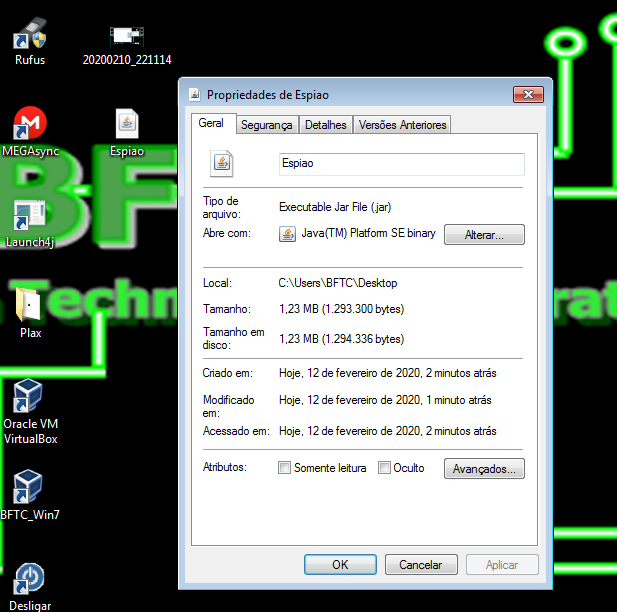 Rufus
20200210_221114
MEGAsync
Espiao
Launch4j
Plax
Oracle VM
VirtualBox
BFTC_Win7
Desligar
BF
Techn
rat
Propriedades de Espiao
Geral
Segurança
Detalhes
Versões Anteriores
Espiao
Tipo de
arquivo:
Executable Jar File (.jar)
Abre com:
Java(TM) Platform SE binary
Alterar...
Local:
C:\Users\BFTC\Desktop
Tamanho:
1,23 MB (1.293.300 bytes)
Tamanho em
disco:
1,23 MB (1.294.336 bytes)
Criado em:
Hoje, 12 de fevereiro de 2020, 2 minutos atrás
Modificado
em:
Hoje, 12 de fevereiro de 2020, 1 minuto atrás
Acessado em:
Hoje, 12 de fevereiro de 2020, 2 minutos atrás
Atributos:
Somente leitura
Oculto
Avançados...
OK
Cancelar
Aplicar